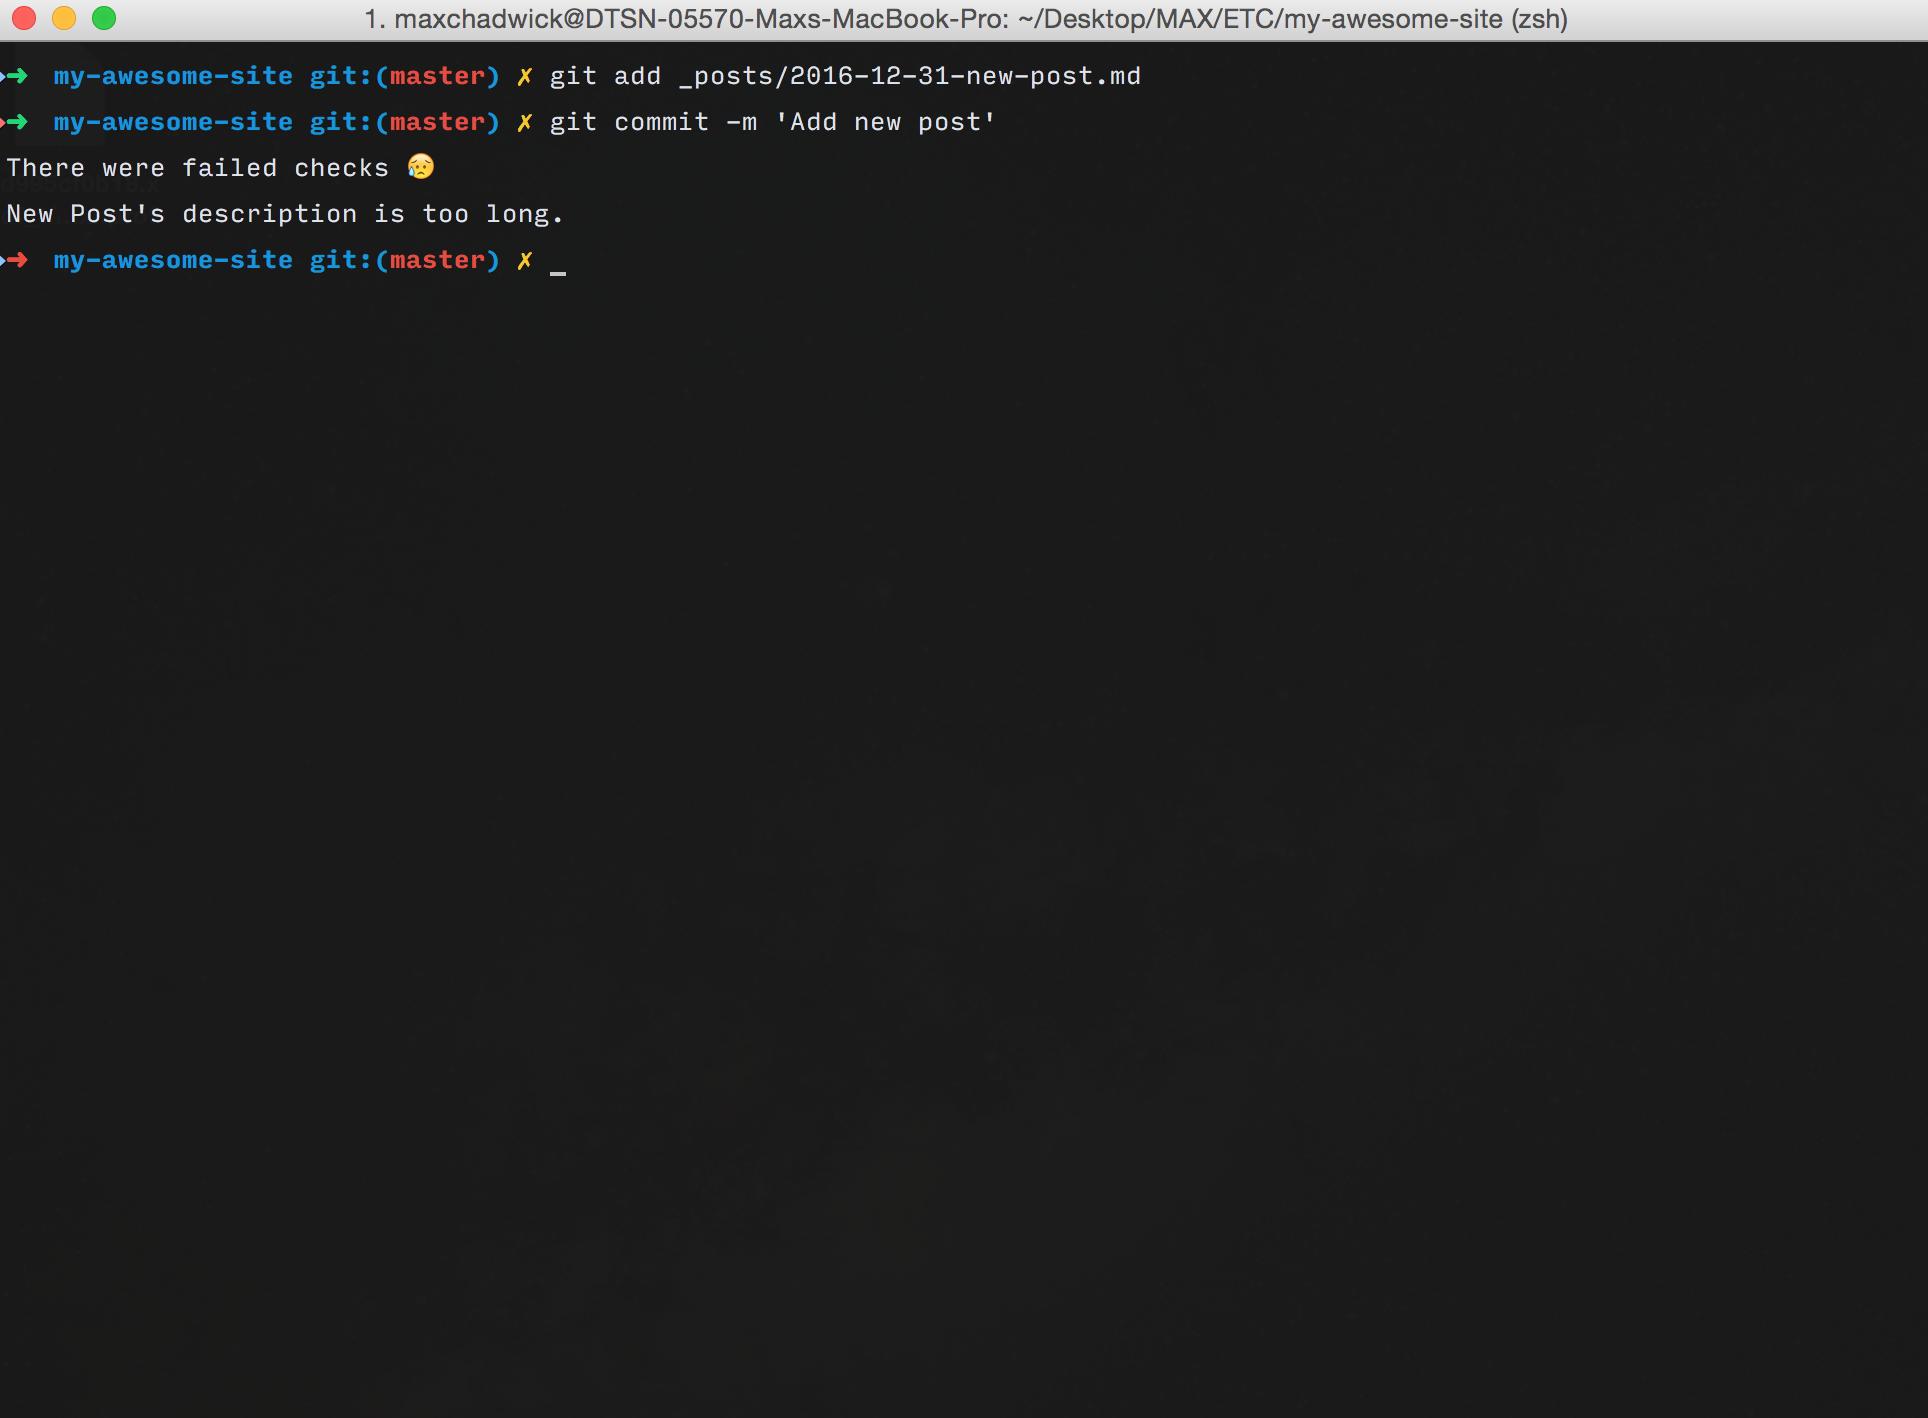 1. maxchadwick@DTSN-05570-Maxs-MacBook-Pro: ~/Desktop/MAX/ETC/my-awesome-site (zsh)
➜  my-awesome-site git:(master) ✗ git add _posts/2016-12-31-new-post.md
➜  my-awesome-site git:(master) ✗ git commit -m 'Add new post'
There were failed checks 😥
New Post's description is too long.
➜  my-awesome-site git:(master) ✗ _